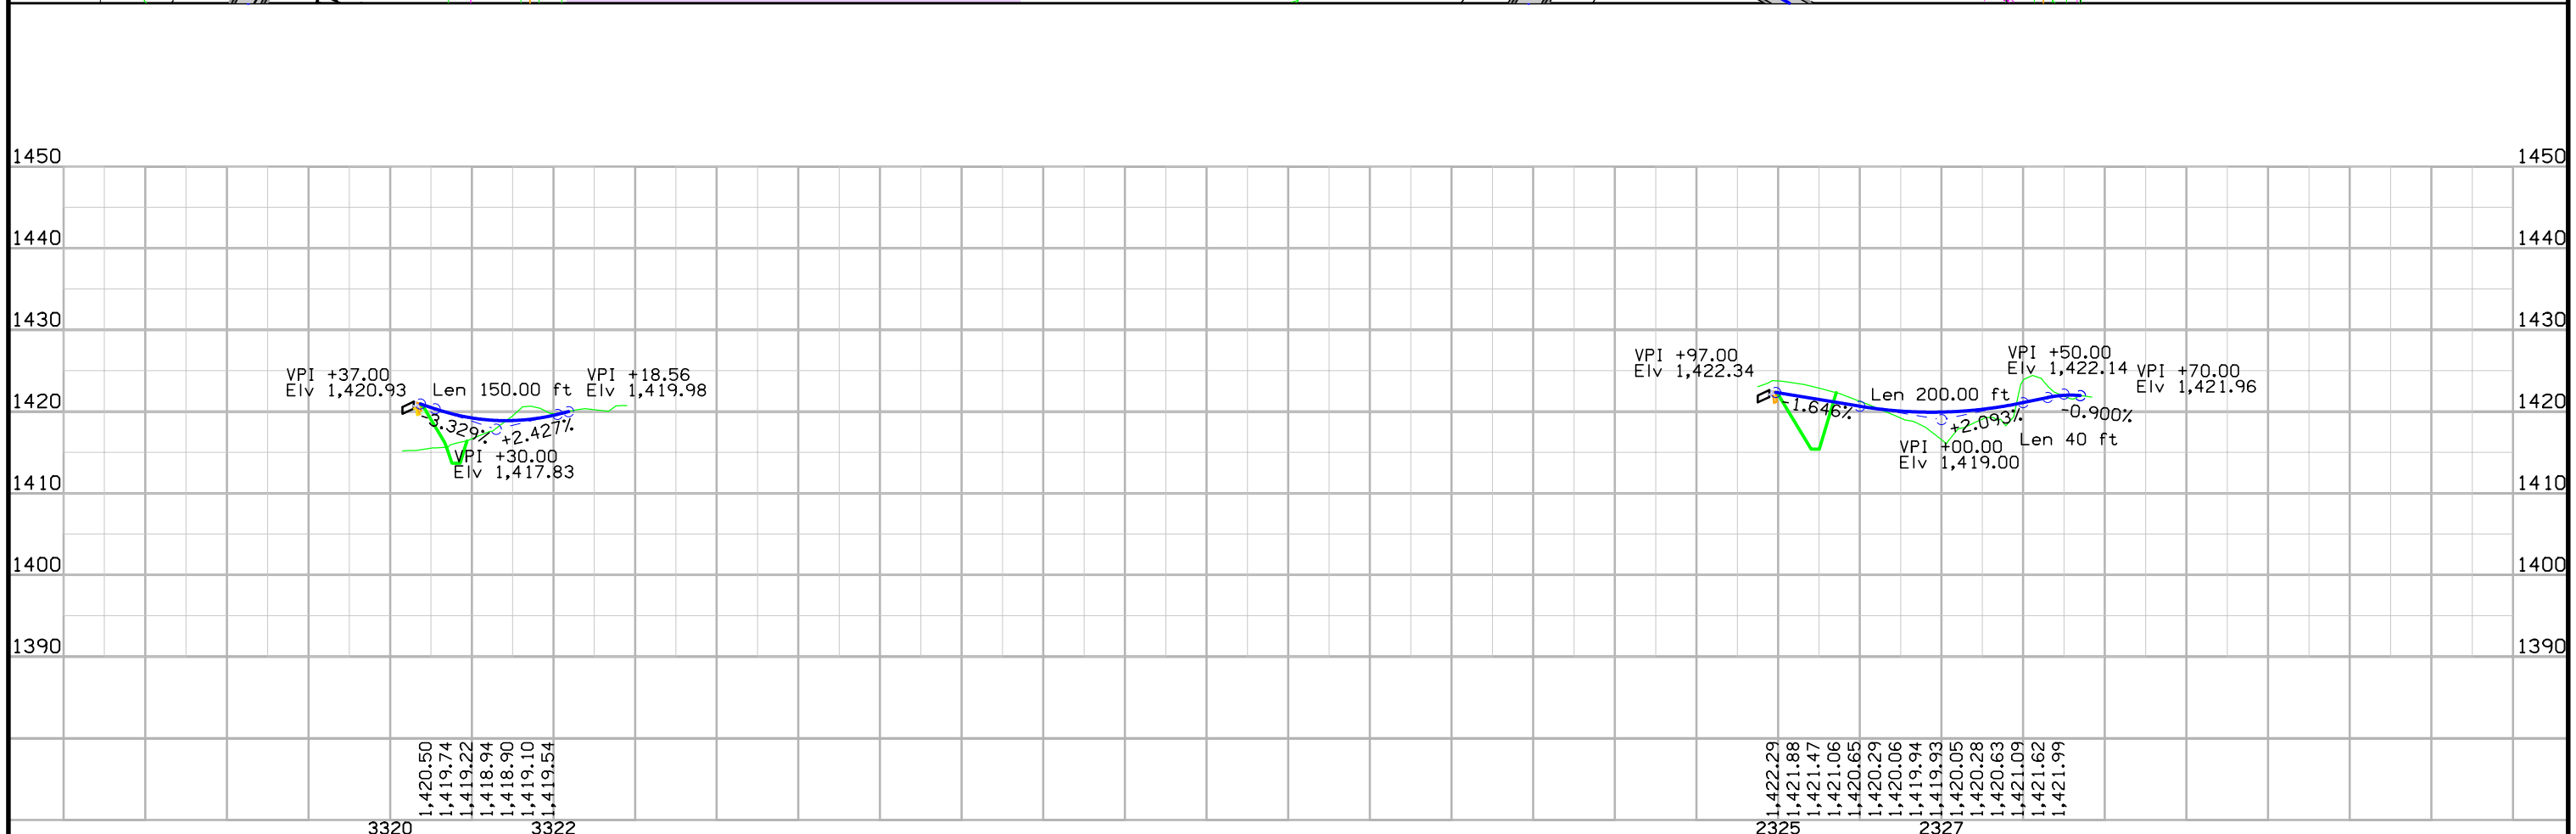 1450
1450
1440
1440
1430
1430
VPI +37.00
Elv 1,420.93
Len 150.00 ft
VPI +18.56
Elv 1,419.98
VPI +97.00
Elv 1,422.34
VPI +50.00
Elv 1,422.14
VPI +70.00
Elv 1,421.96
Len 200.00 ft
1420
1420
-3.329%
+2.427%
-1.646%
+2.093%
-0.900%
Len 40 ft
VPI +30.00
Elv 1,417.83
VPI +00.00
Elv 1,419.00
1410
1410
1400
1400
1390
1390
1,420.50
1,419.74
1,419.22
1,418.94
1,418.90
1,419.10
1,419.54
1,422.29
1,421.88
1,421.47
1,421.06
1,420.65
1,420.29
1,420.06
1,419.94
1,419.93
1,420.05
1,420.28
1,420.63
1,421.09
1,421.62
1,421.99
3320
3322
2325
2327